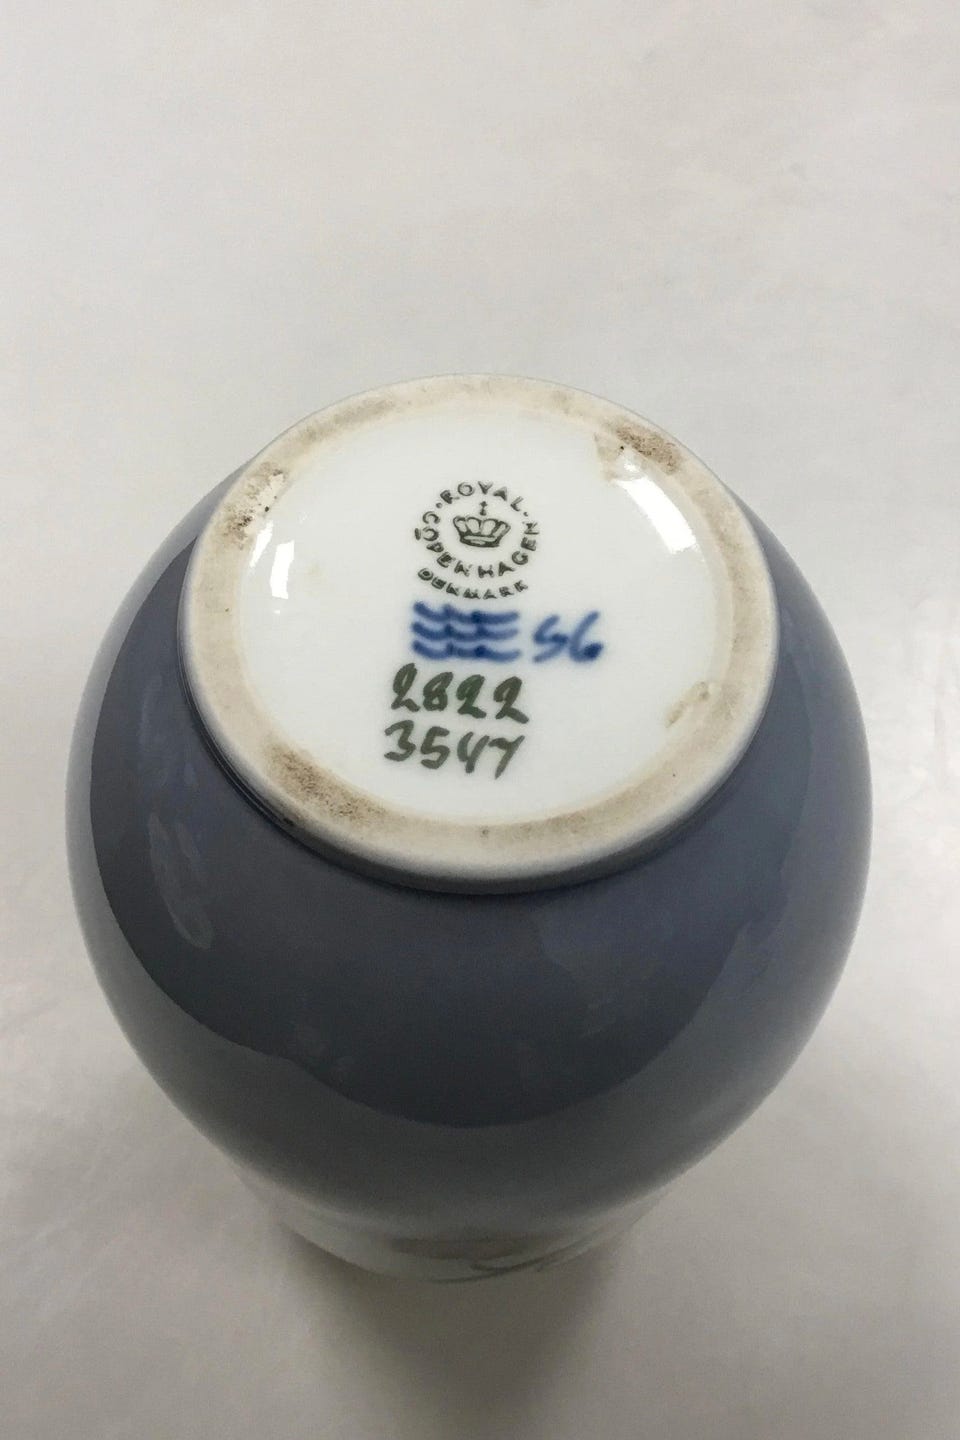 ROYAL
COPENHAGEN
DENMARK
56
2822
3547